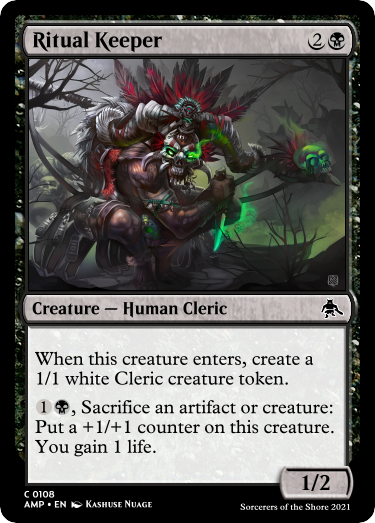 Ritual Keeper 2
Creature — Human Cleric
When this creature enters, create a
1/1 white Cleric creature token.
1 , Sacrifice an artifact or creature:
Put a +1/+1 counter on this creature.
You gain 1 life.
1/2
C 0108
AMP • EN Kashuse Nuage
Sorcerers of the Shore 2021